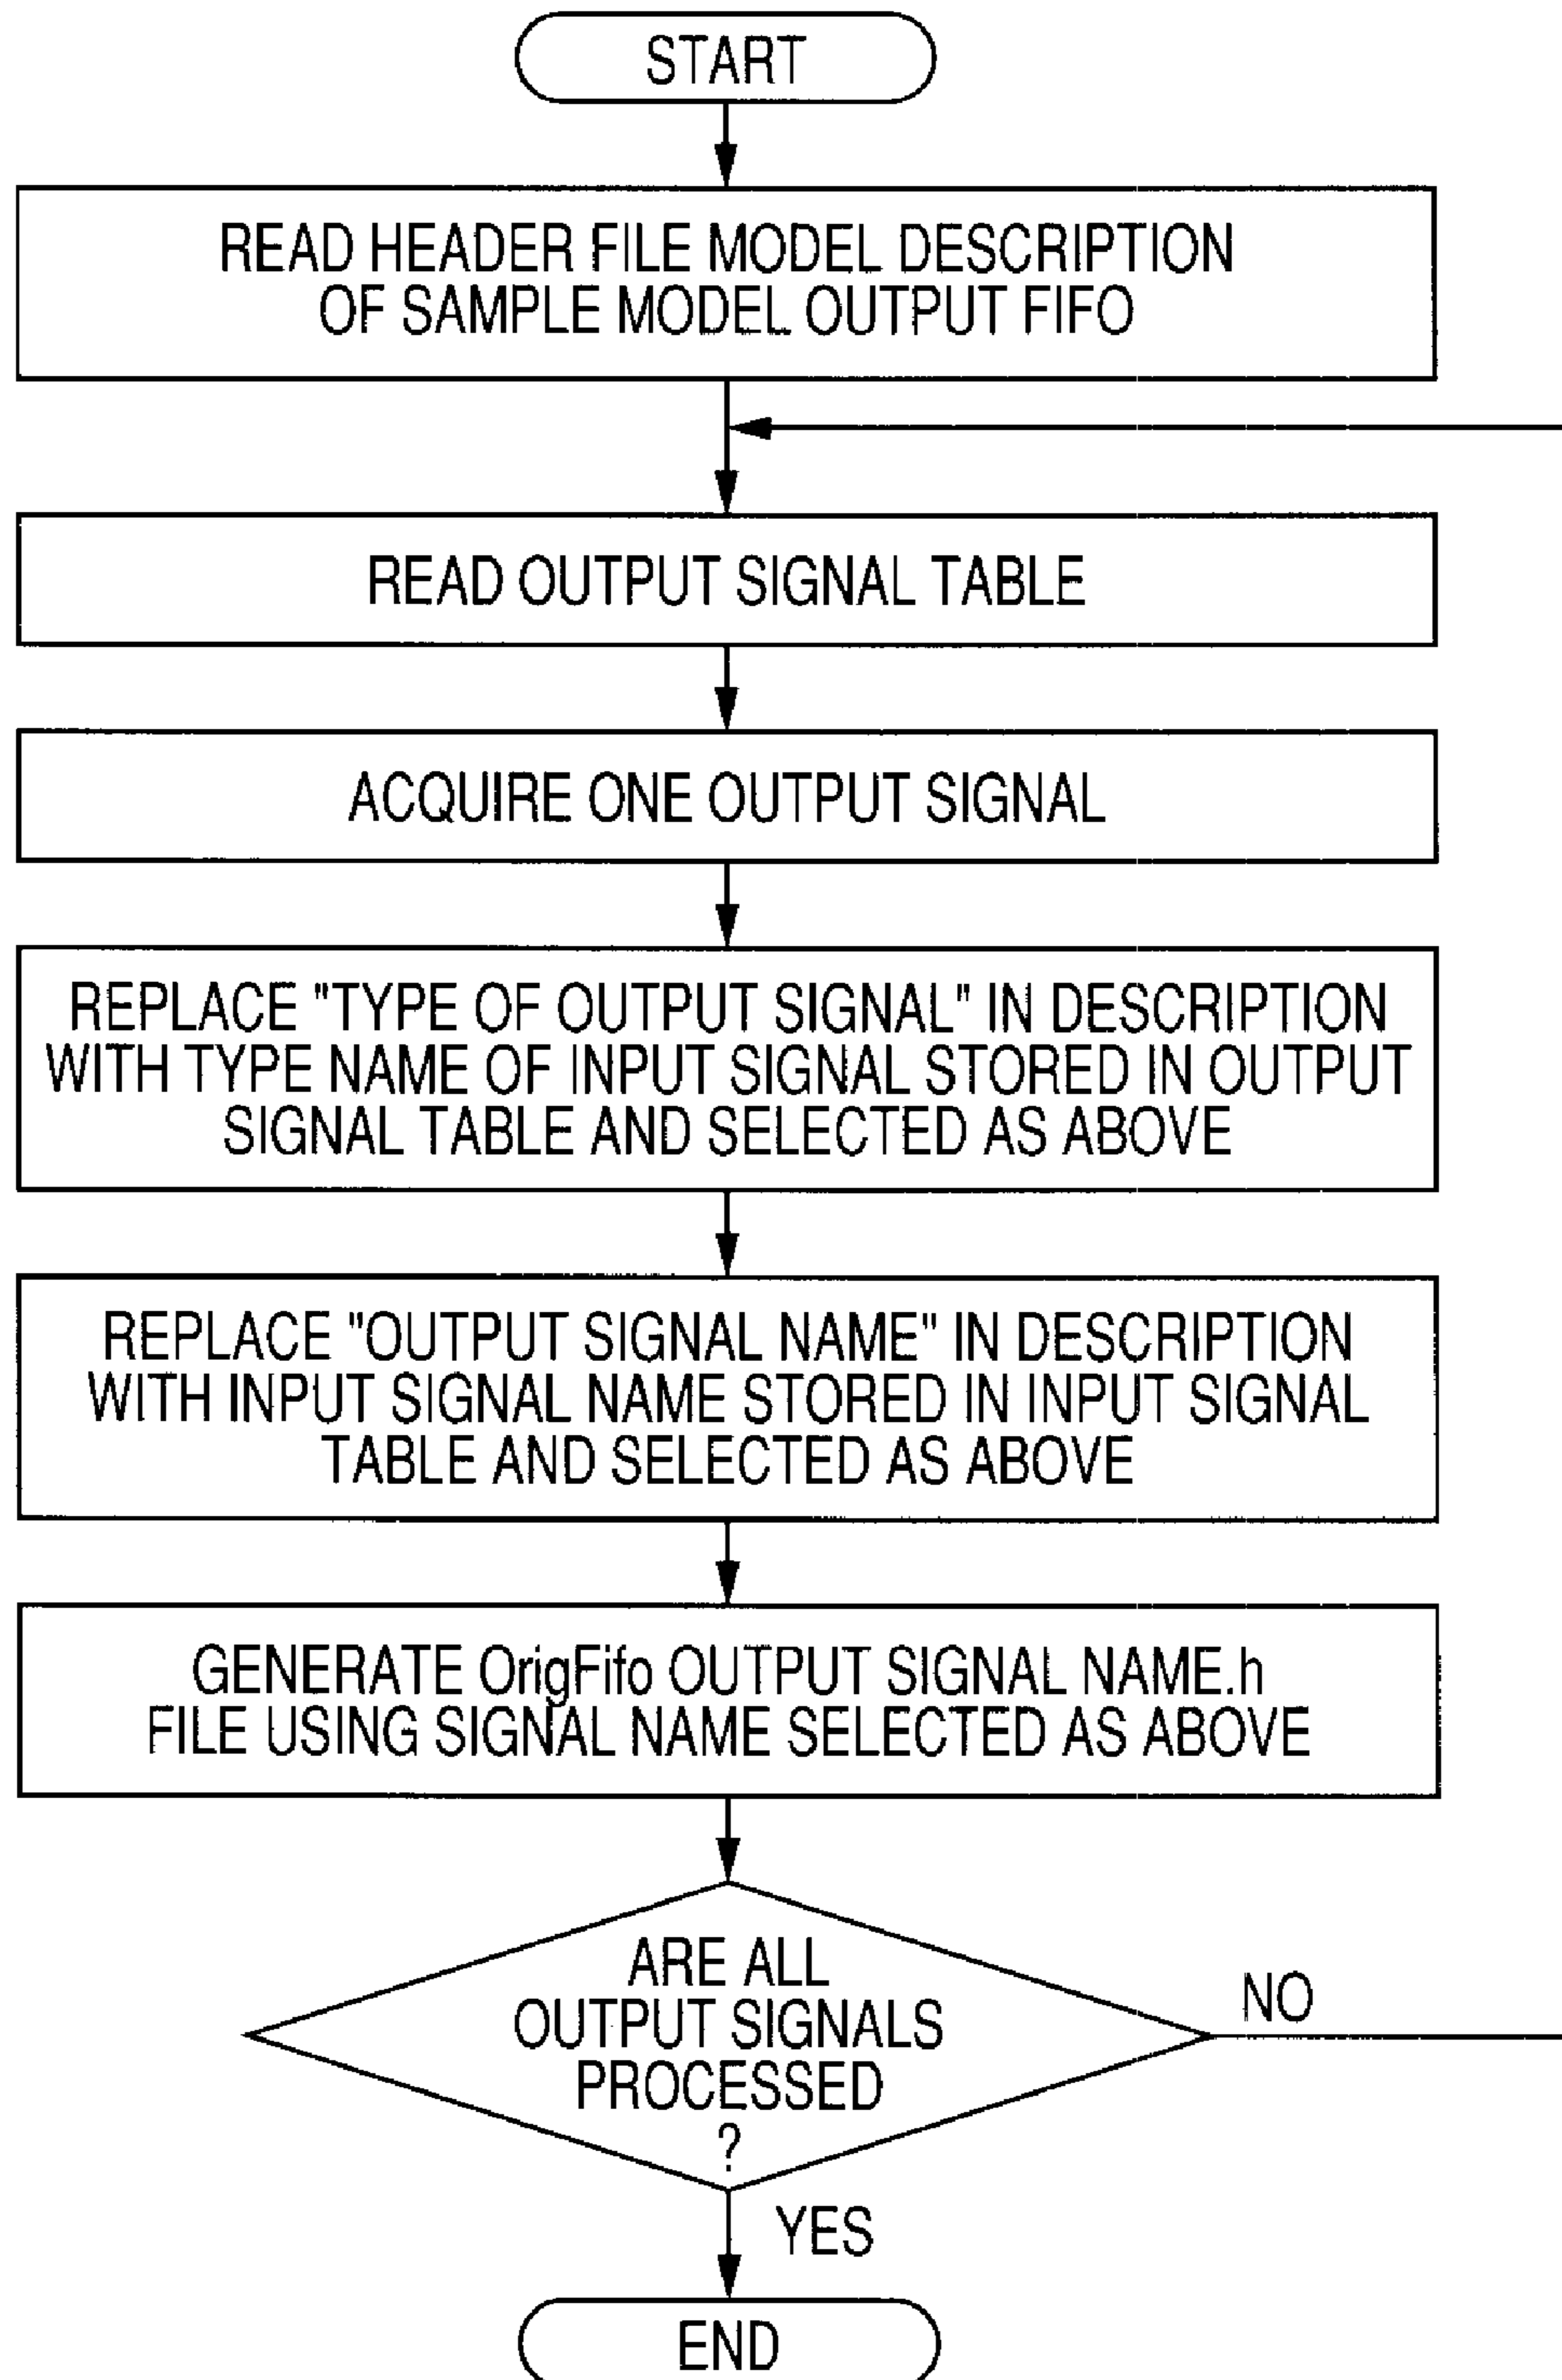 START
READ HEADER FILE MODEL DESCRIPTION
OF SAMPLE MODEL OUTPUT FIFO
READ OUTPUT SIGNAL TABLE
ACQUIRE ONE OUTPUT SIGNAL
REPLACE "TYPE OF OUTPUT SIGNAL" IN DESCRIPTION
WITH TYPE NAME OF INPUT SIGNAL STORED IN OUTPUT
SIGNAL TABLE AND SELECTED AS ABOVE
REPLACE "OUTPUT SIGNAL NAME" IN DESCRIPTION
WITH INPUT SIGNAL NAME STORED IN INPUT SIGNAL
TABLE AND SELECTED AS ABOVE
GENERATE OrigFifo OUTPUT SIGNAL NAME.h
FILE USING SIGNAL NAME SELECTED AS ABOVE
ARE ALL
OUTPUT SIGNALS
PROCESSED
?
NO
YES
END